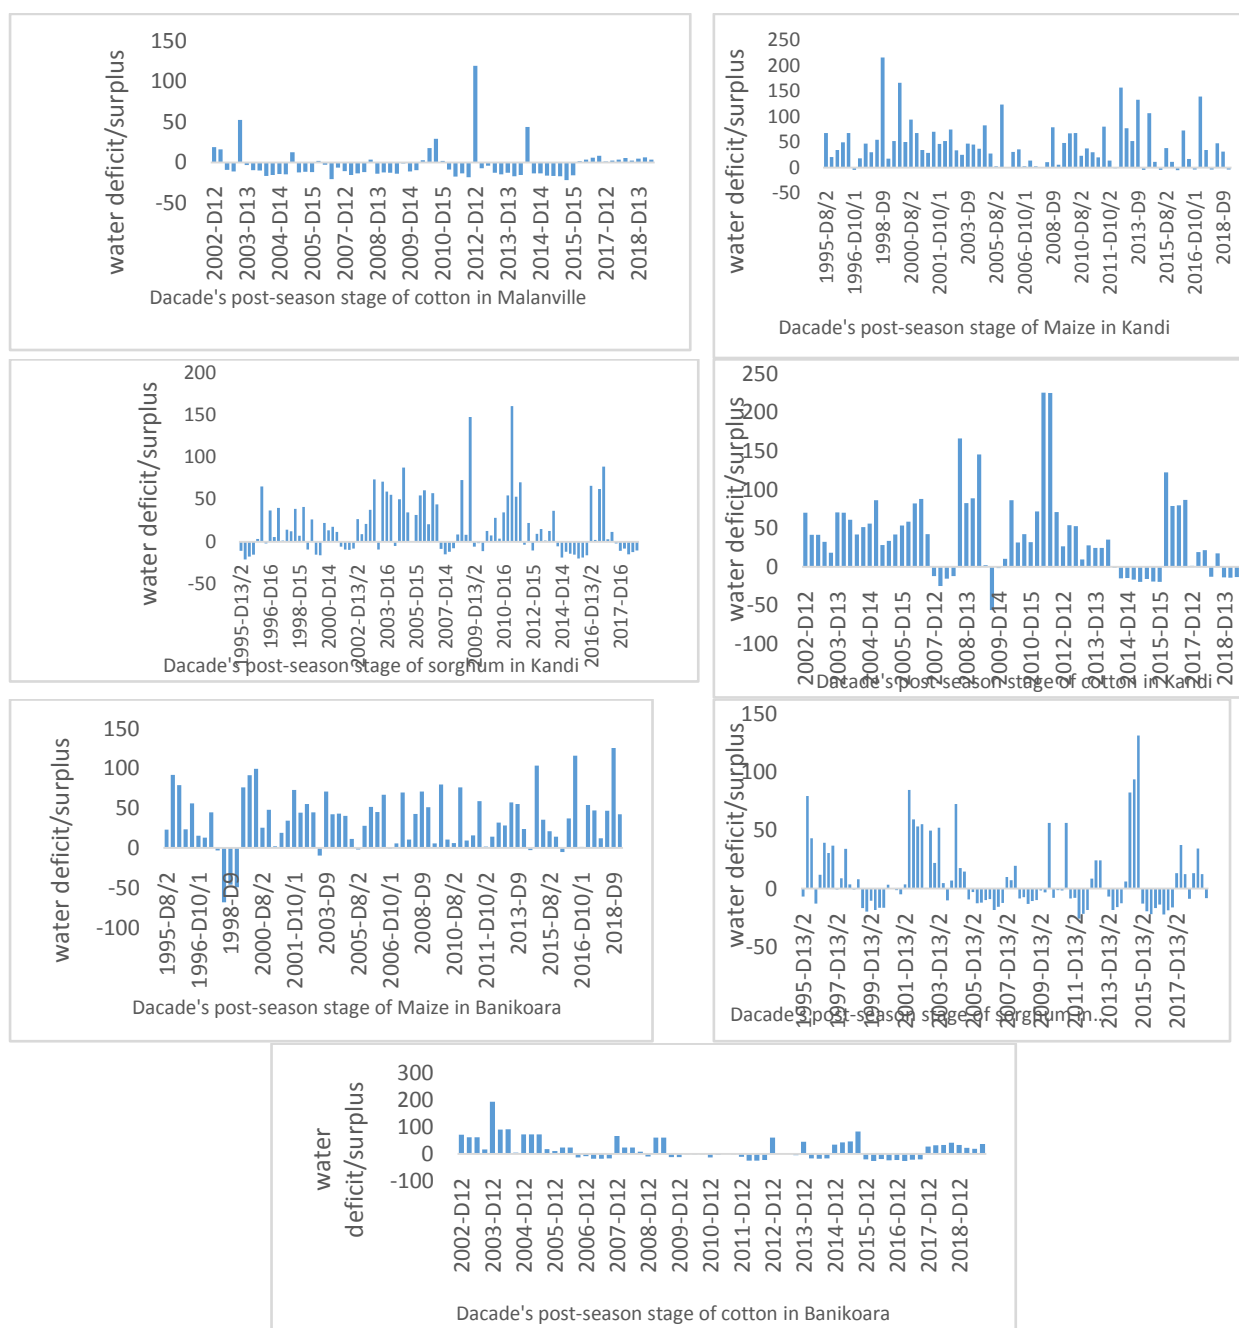 water deficit/surplus
150
100
50
0
-50
2002-D12
2003-D13
2004-D14
2005-D15
2007-D12
2008-D13
2009-D14
2010-D15
2012-D12
2013-D13
2014-D14
2015-D15
2017-D12
2018-D13
Dacade's post-season stage of cotton in Malanville
water deficit/surplus
250
200
150
100
50
0
-50
1995-D8/2
1996-D10/1
1998-D9
2000-D8/2
2001-D10/1
2003-D9
2005-D8/2
2006-D10/1
2008-D9
2010-D8/2
2011-D10/1
2013-D9
2015-D8/2
2016-D10/1
2018-D9
Dacade's post-season stage of Maize in Kandi
water deficit/surplus
200
150
100
50
0
-50
1995-D13/2
1996-D16
1998-D15
2000-D14
2002-D13/2
2003-D16
2005-D15
2007-D14
2009-D13/2
2010-D16
2012-D15
2014-D14
2016-D13/2
2017-D16
Dacade's post-season stage of sorghum in Kandi
water deficit/surplus
250
200
150
100
50
0
-50
-100
2002-D12
2003-D13
2004-D14
2005-D15
2007-D12
2008-D13
2009-D14
2010-D15
2012-D12
2013-D13
2014-D14
2015-D15
2017-D12
2018-D13
Dacade's post-season stage of cotton in Kandi
water deficit/surplus
150
100
50
0
-50
-100
1995-D8/2
1996-D10/1
1998-D9
2000-D8/2
2001-D10/1
2003-D9
2005-D8/2
2006-D10/1
2008-D9
2010-D8/2
2011-D10/2
2013-D9
2015-D8/2
2016-D10/1
2018-D9
Dacade's post-season stage of Maize in Banikoara
water deficit/surplus
150
100
50
0
-50
1995-D13/2
1997-D13/2
1999-D13/2
2001-D13/2
2003-D13/2
2005-D13/2
2007-D13/2
2009-D13/2
2011-D13/2
2013-D13/2
2015-D13/2
2017-D13/2
Dacade's post-season stage of sorghum in..
water
deficit/surplus
300
200
100
0
-100
2002-D12
2003-D12
2004-D12
2005-D12
2006-D12
2007-D12
2008-D12
2009-D12
2010-D12
2011-D12
2012-D12
2013-D12
2014-D12
2015-D12
2016-D12
2017-D12
2018-D12
Dacade's post-season stage of cotton in Banikoara